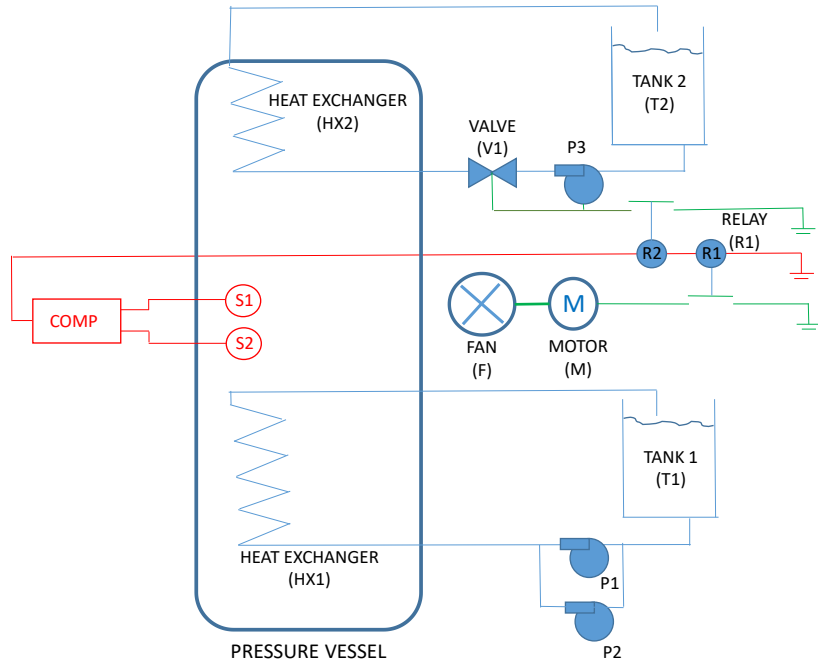 TANK 2
(T2)
HEAT EXCHANGER
(HX2)
VALVE
(V1)
P3
RELAY
(R1)
R2
R1
S1
COMP
S2
M
FAN
(F)
MOTOR
(M)
TANK 1
(T1)
HEAT EXCHANGER
(HX1)
P1
P2
PRESSURE VESSEL